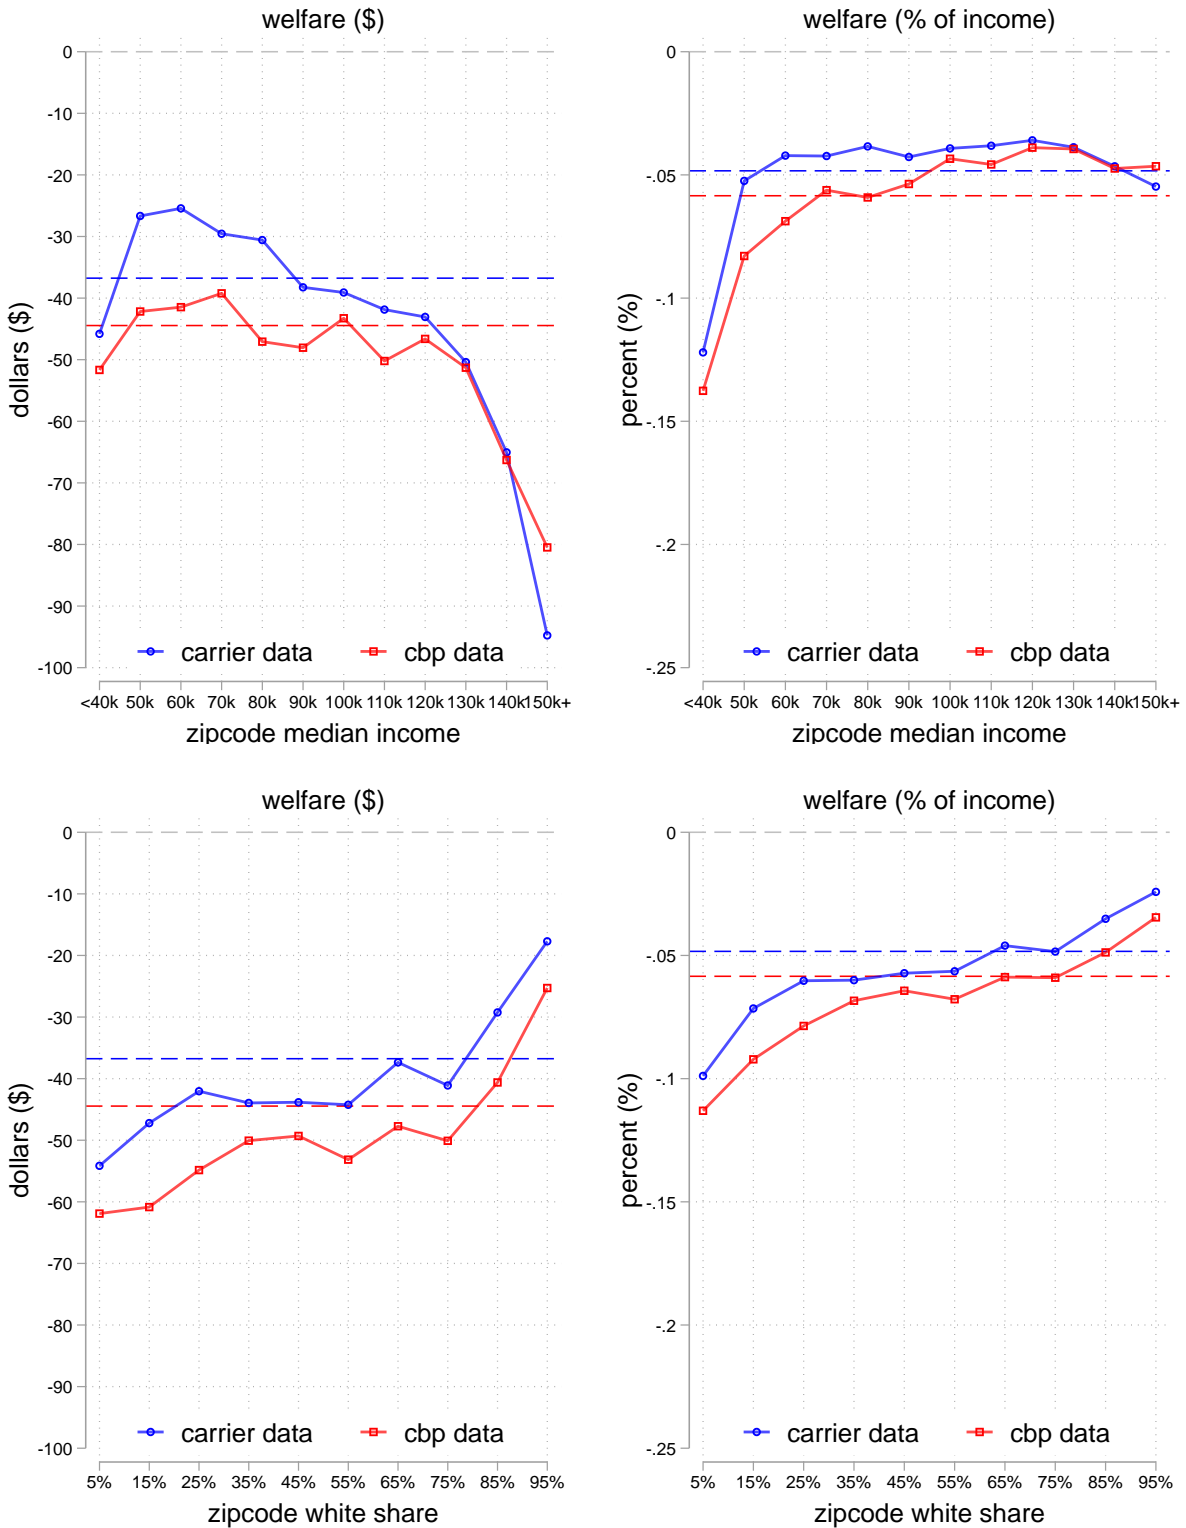 welfare ($)
0
-10
-20
-30
-40
-50
-60
-70
-80
-90
-100
dollars ($)
carrier data
cbp data
<40k 50k 60k 70k 80k 90k 100k 110k 120k 130k 140k 150k+
zipcode median income
welfare (% of income)
0
-.05
-.1
-.15
-.2
-.25
percent (%)
carrier data
cbp data
<40k 50k 60k 70k 80k 90k 100k 110k 120k 130k 140k 150k+
zipcode median income
welfare ($)
0
-10
-20
-30
-40
-50
-60
-70
-80
-90
-100
dollars ($)
carrier data
cbp data
5% 15% 25% 35% 45% 55% 65% 75% 85% 95%
zipcode white share
welfare (% of income)
0
-.05
-.1
-.15
-.2
-.25
percent (%)
carrier data
cbp data
5% 15% 25% 35% 45% 55% 65% 75% 85% 95%
zipcode white share